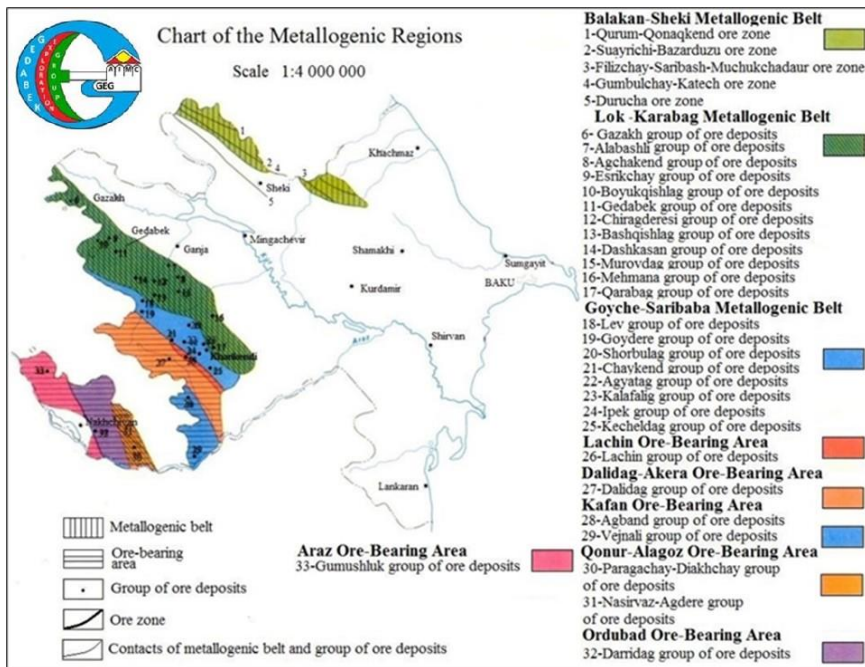 GEDABEK
EXPLORATION
GROUP
AIMC
GEG
Chart of the Metallogenic Regions
Scale 1:4 000 000
1
2
4
3
5
Sheki
Khachmaz
Gazakh
Gedabek
Ganja
Mingachevir
Shamakhi
Sumgayit
BAKU
Kurdamir
Shirvan
Araz
Khankendi
Nakhchivan
Lankaran
Metallogenic belt
Ore-bearing
area
Group of ore deposits
Ore zone
Contacts of metallogenic belt and group of ore deposits
Araz Ore-Bearing Area
33-Gumushluk group of ore deposits
Balakan-Sheki Metallogenic Belt
1-Qurum-Qonaqkend ore zone
2-Suayrichi-Bazarduzu ore zone
3-Filizchay-Saribash-Muchukchadaur ore zone
4-Gumbulchay-Katech ore zone
5-Durucha ore zone
Lok -Karabag Metallogenic Belt
6- Gazakh group of ore deposits
7-Alabashli group of ore deposits
8-Agchakend group of ore deposits
9-Esrikchay group of ore deposits
10-Boyukqishlag group of ore deposits
11-Gedabek group of ore deposits
12-Chiragderesi group of ore deposits
13-Bashqishlag group of ore deposits
14-Dashkasan group of ore deposits
15-Murovdag group of ore deposits
16-Mehmana group of ore deposits
17-Qarabag group of ore deposits
Goyche-Saribaba Metallogenic Belt
18-Lev group of ore deposits
19-Goydere group of ore deposits
20-Shorbulag group of ore deposits
21-Chaykend group of ore deposits
22-Agyatag group of ore deposits
23-Kalafalig group of ore deposits
24-Ipek group of ore deposits
25-Kecheldag group of ore deposits
Lachin Ore-Bearing Area
26-Lachin group of ore deposits
Dalidag-Akera Ore-Bearing Area
27-Dalidag group of ore deposits
Kafan Ore-Bearing Area
28-Agband group of ore deposits
29-Vejnali group of ore deposits
Qonur-Alagoz Ore-Bearing Area
30-Paragachay-Diakhchay group
of ore deposits
31-Nasirvaz-Agdere group
of ore deposits
Ordubad Ore-Bearing Area
32-Darridag group of ore deposits